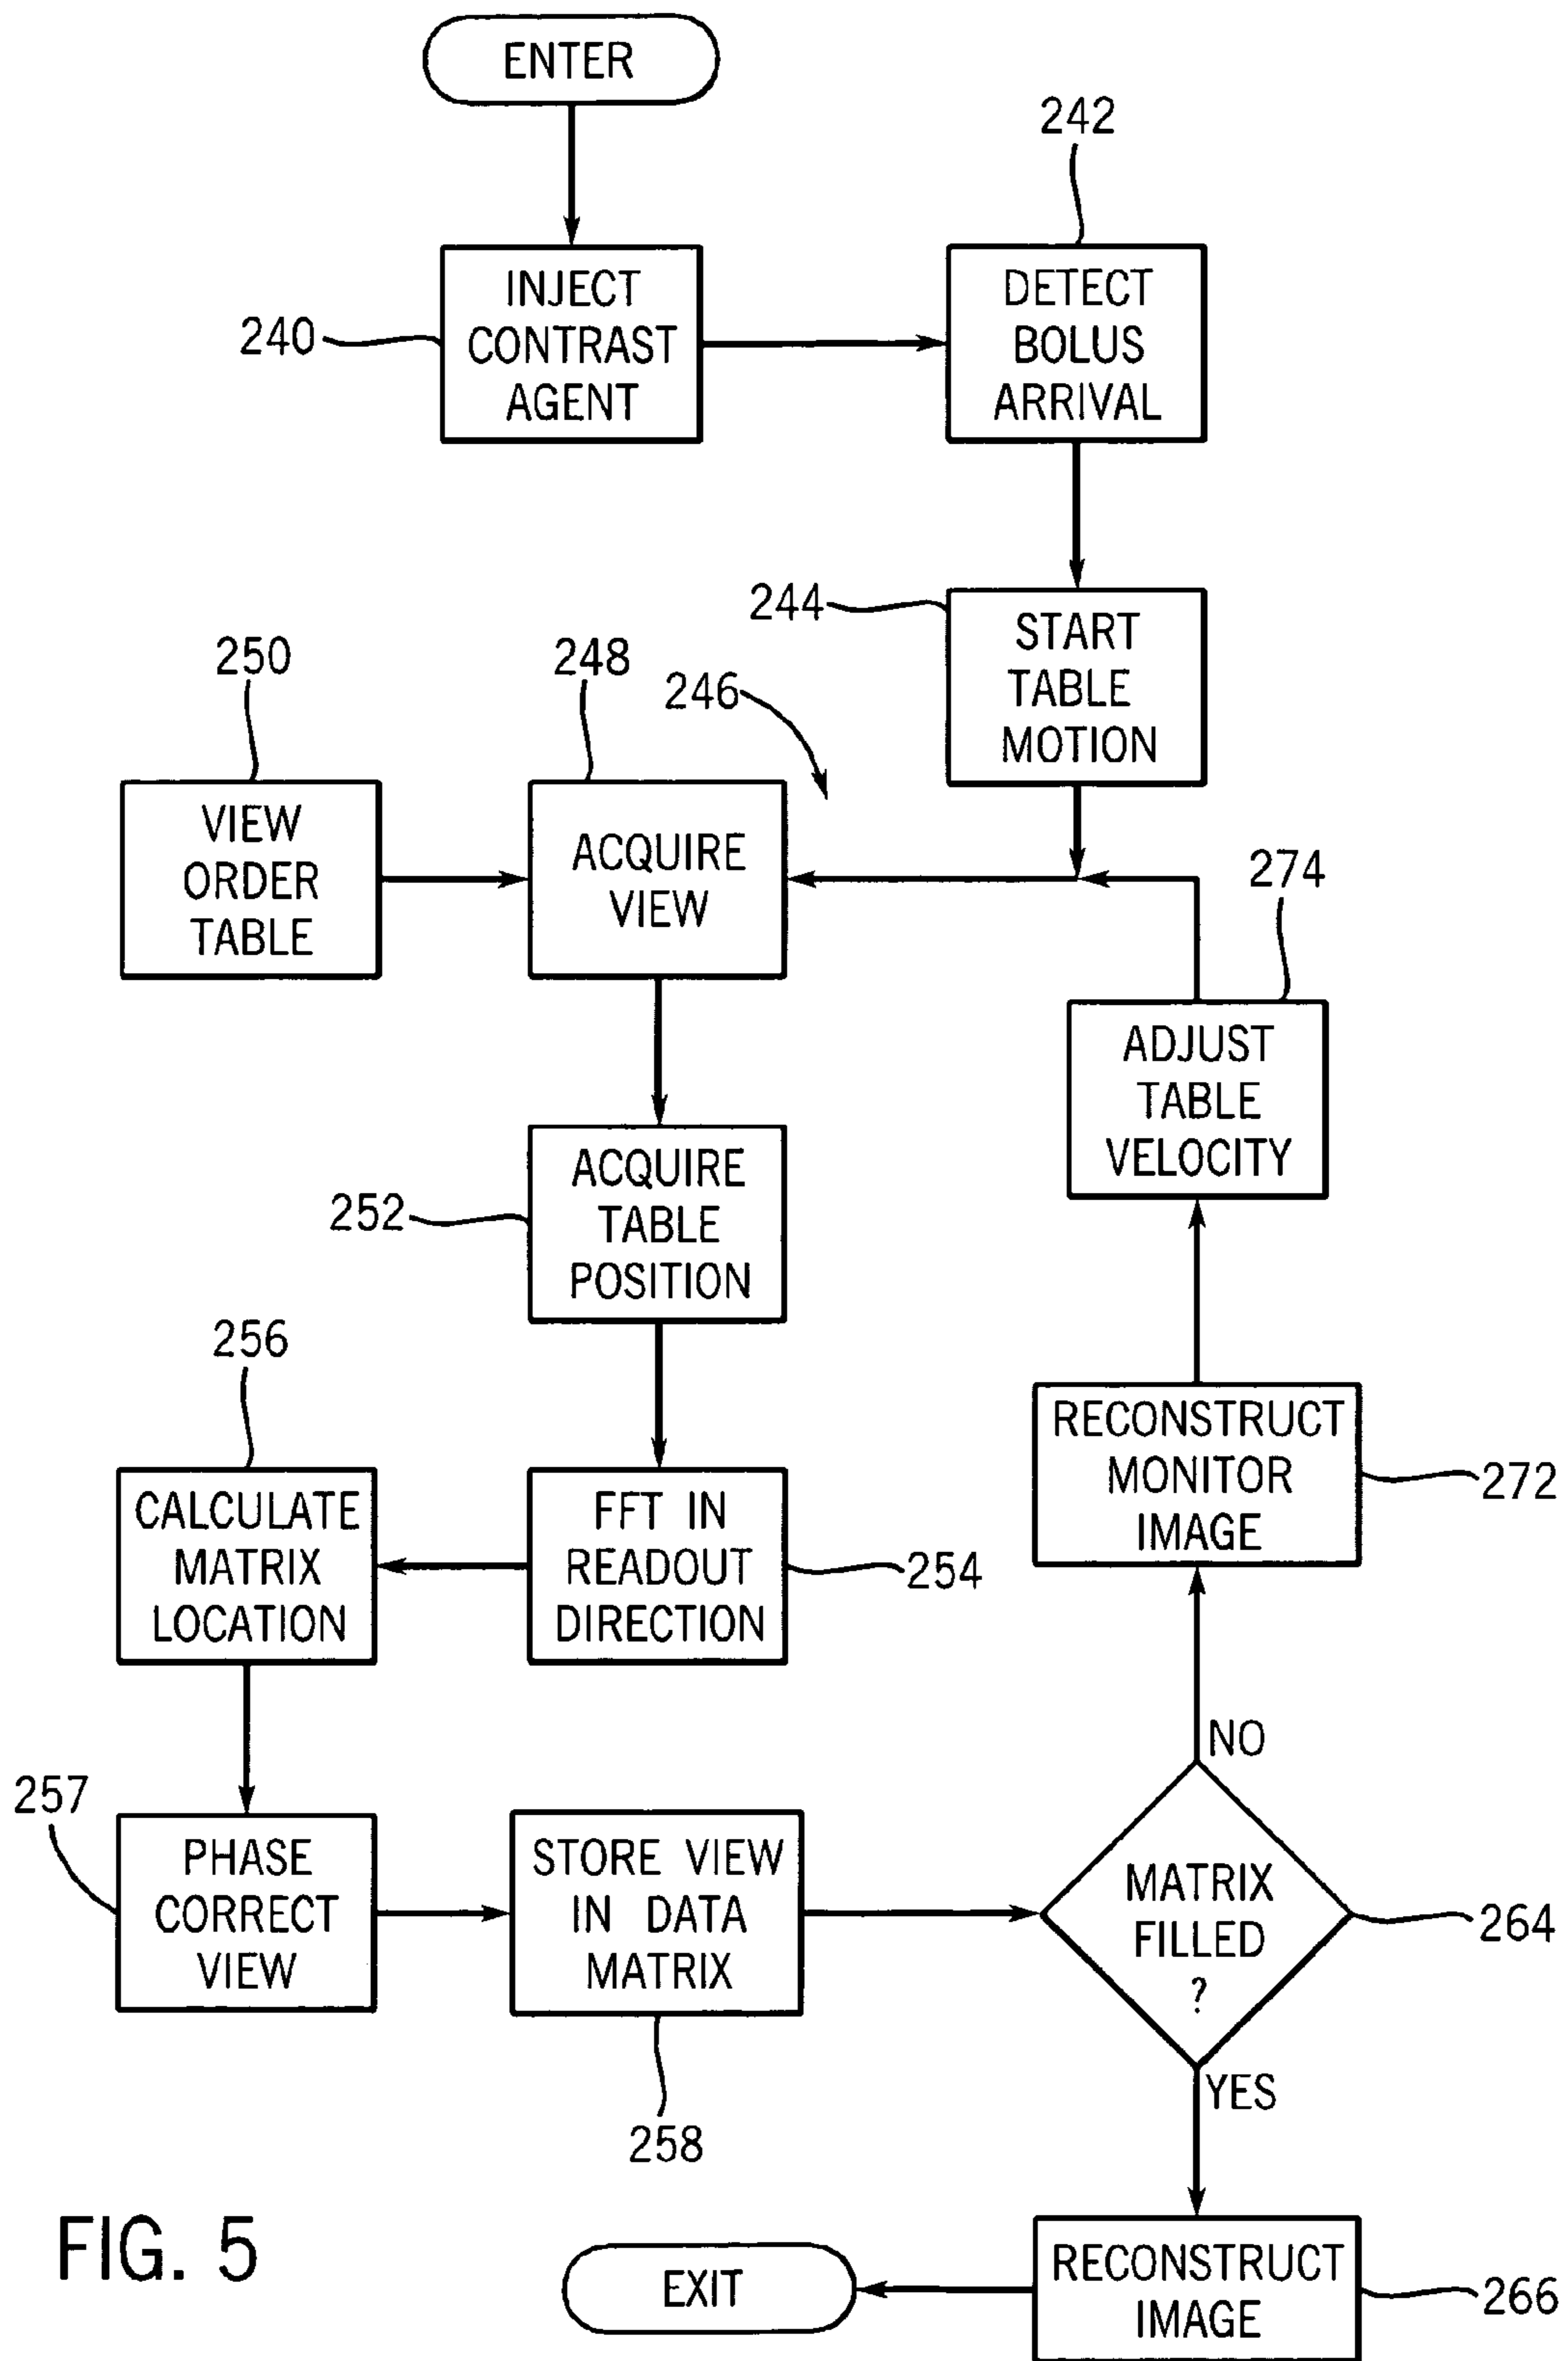 ENTER
242
INJECT
CONTRAST
AGENT
240
DETECT
BOLUS
ARRIVAL
244
START
TABLE
MOTION
250
248
246
VIEW
ORDER
TABLE
ACQUIRE
VIEW
274
ADJUST
TABLE
VELOCITY
ACQUIRE
TABLE
POSITION
252
256
RECONSTRUCT
MONITOR
IMAGE
272
CALCULATE
MATRIX
LOCATION
FFT IN
READOUT
DIRECTION
254
NO
257
PHASE
CORRECT
VIEW
STORE VIEW
IN DATA
MATRIX
MATRIX
FILLED
?
264
258
YES
FIG. 5
EXIT
RECONSTRUCT
IMAGE
266